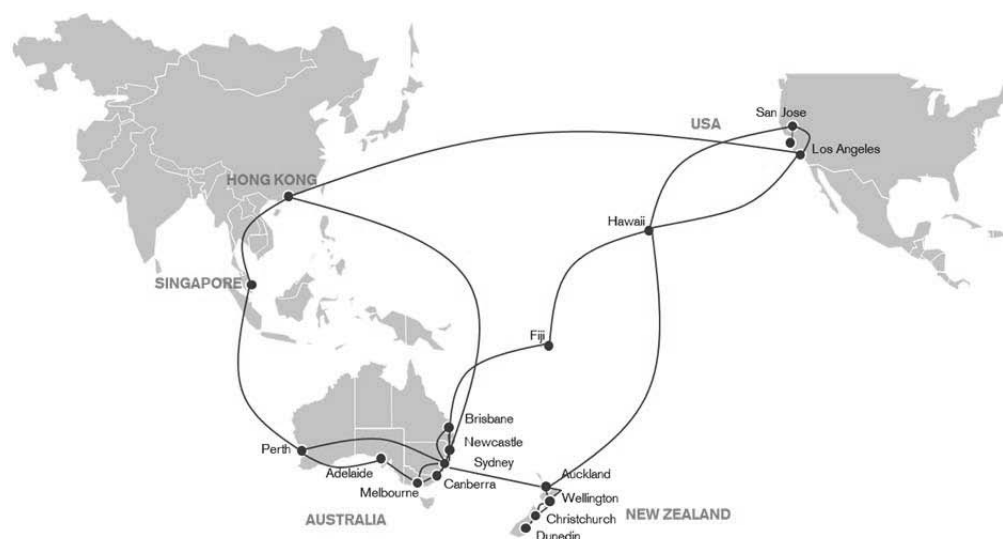 San Jose
USA
Los Angeles
HONG KONG
Hawaii
SINGAPORE
Fiji
Brisbane
Newcastle
Perth
Sydney
Adelaide
Auckland
Canberra
Melbourne
Wellington
Christchurch
NEW ZEALAND
AUSTRALIA
Dunedin